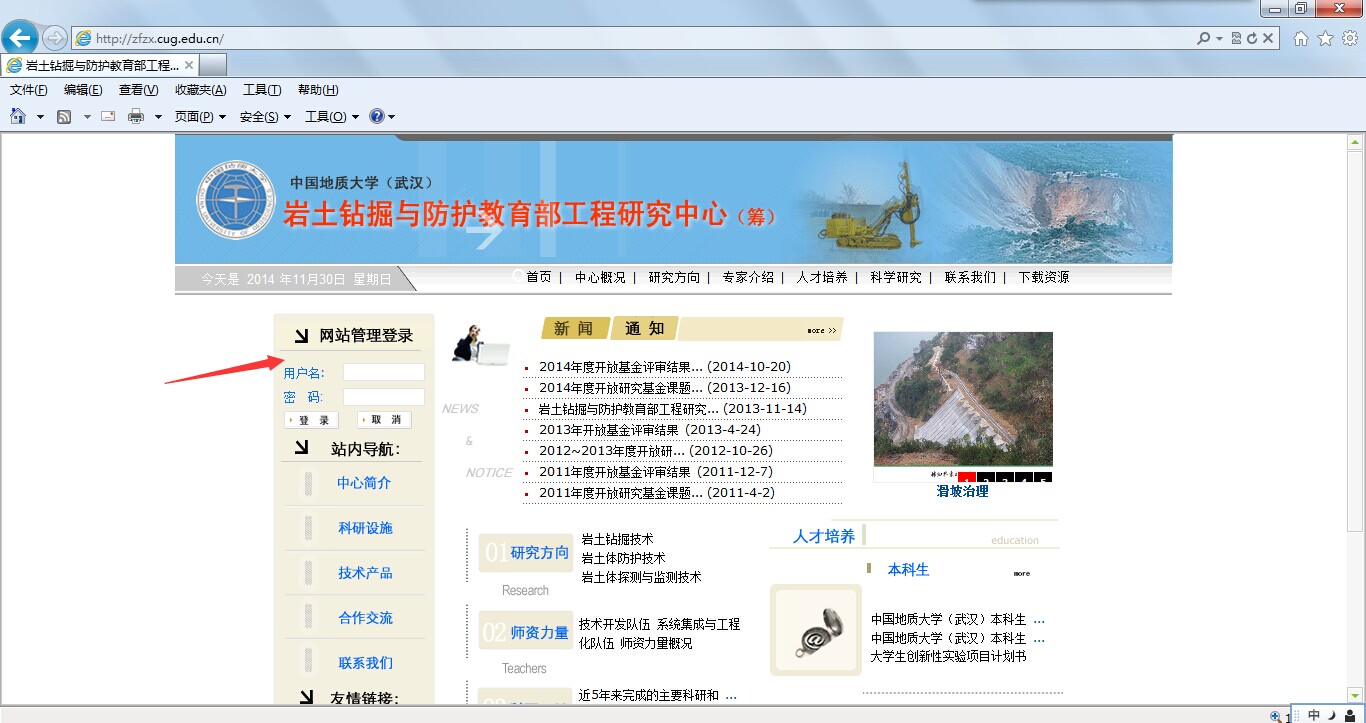 http://zfzx.cug.edu.cn/
岩土钻掘与防护教育部工程...
文件(F) 编辑(E) 查看(V) 收藏夹(A) 工具(T) 帮助(H)
页面(P) 安全(S) 工具(O)
中国地质大学（武汉）
岩土钻掘与防护教育部工程研究中心（筹）
今天是 2014 年11月30日 星期日
首页 | 中心概况 | 研究方向 | 专家介绍 | 人才培养 | 科学研究 | 联系我们 | 下载资源
网站管理登录
用户名:
密 码:
登 录 取 消
站内导航:
中心简介
科研设施
技术产品
合作交流
联系我们
友情链接:
新 闻 通 知 more >>
NEWS
&
NOTICE
2014年度开放基金评审结果... (2014-10-20)
2014年度开放研究基金课题... (2013-12-16)
岩土钻掘与防护教育部工程研究... (2013-11-14)
2013年开放基金评审结果 (2013-4-24)
2012~2013年度开放研... (2012-10-26)
2011年度开放基金评审结果 (2011-12-7)
2011年度开放研究基金课题... (2011-4-2)
1 2 3 4 5
滑坡治理
01 研究方向
Research
岩土钻掘技术
岩土体防护技术
岩土体探测与监测技术
02 师资力量
Teachers
技术开发队伍 系统集成与工程
化队伍 师资力量概况
近5年来完成的主要科研和 ...
人才培养 education
本科生 more
中国地质大学（武汉）本科生 ...
中国地质大学（武汉）本科生 ...
大学生创新性实验项目计划书
中